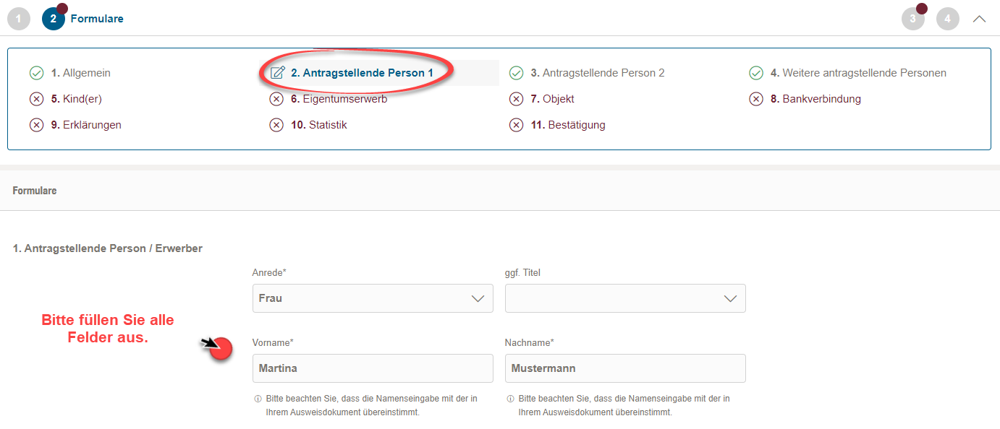 1
2
Formulare
3
4
1. Allgemein
2. Antragstellende Person 1
3. Antragstellende Person 2
4. Weitere antragstellende Personen
5. Kind(er)
6. Eigentumserwerb
7. Objekt
8. Bankverbindung
9. Erklärungen
10. Statistik
11. Bestätigung
Formulare
1. Antragstellende Person / Erwerber
Anrede*
ggf. Titel
Frau
Bitte füllen Sie alle
Felder aus.
Vorname*
Nachname*
Martina
Mustermann
Bitte beachten Sie, dass die Namenseingabe mit der in
Ihrem Ausweisdokument übereinstimmt.
Bitte beachten Sie, dass die Namenseingabe mit der in
Ihrem Ausweisdokument übereinstimmt.